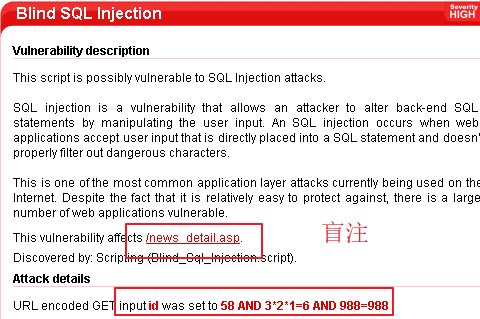 Blind SQL Injection
Severity
HIGH
Vulnerability description
This script is possibly vulnerable to SQL Injection attacks.
SQL injection is a vulnerability that allows an attacker to alter back-end SQL
statements by manipulating the user input. An SQL injection occurs when web
applications accept user input that is directly placed into a SQL statement and doesn'
properly filter out dangerous characters.
This is one of the most common application layer attacks currently being used on the
Internet. Despite the fact that it is relatively easy to protect against, there is a large
number of web applications vulnerable.
This vulnerability affects /news_detail.asp.
盲注
Discovered by: Scripting (Blind_Sql_Injection.script).
Attack details
URL encoded GET input id was set to 58 AND 3*2*1=6 AND 988=988